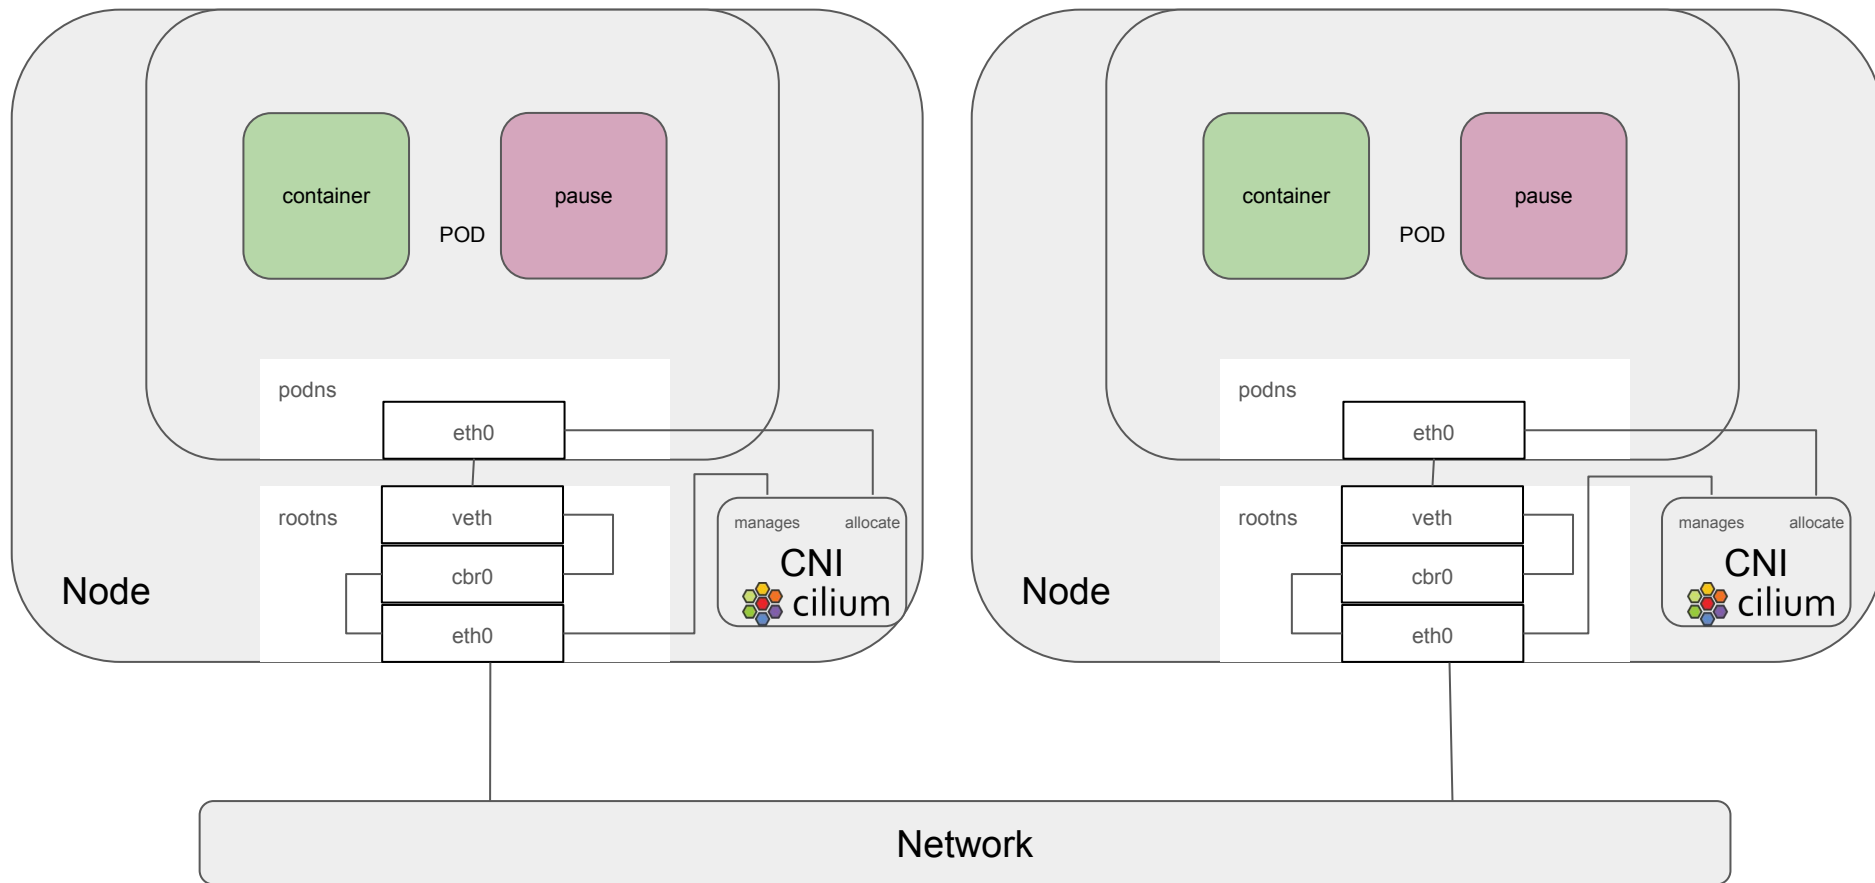 container
pause
POD
podns
eth0
rootns
veth
manages
allocate
CNI
cbr0
cilium
Node
eth0
container
pause
POD
podns
eth0
rootns
veth
manages
allocate
CNI
cbr0
cilium
Node
eth0
Network